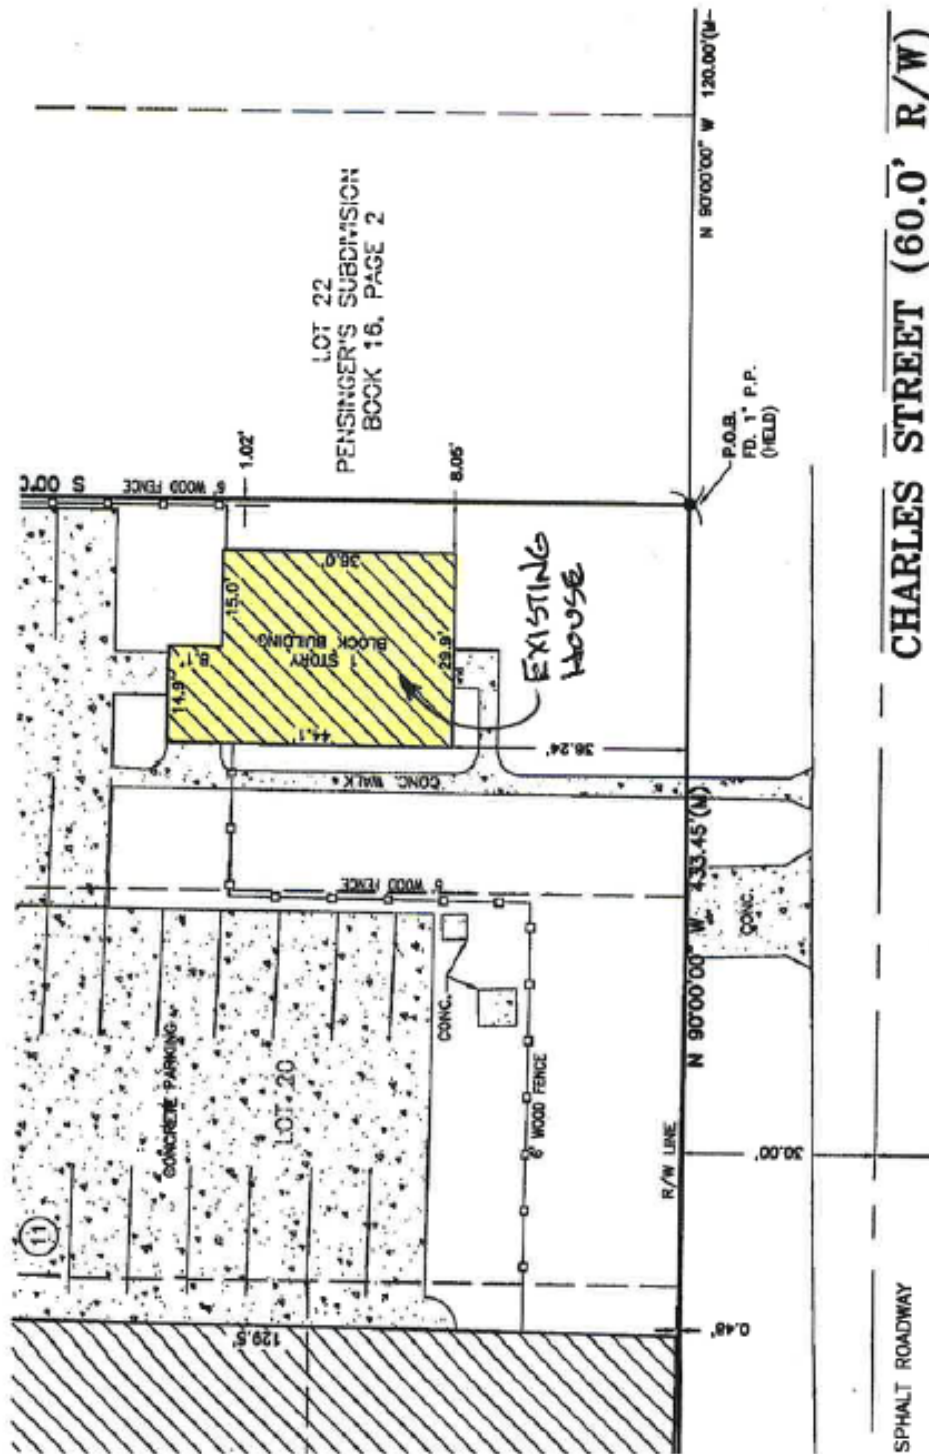 N 90'00'00" W 120.00'(M
CHARLES STREET (60.0' R/W)
LOT 22
PENSINGER'S SUBDIVISION
BOOK 16, PAGE 2
1.02'
8.05'
6' WOOD FENCE
P.O.B.
FD. 1" P.P.
(HELD)
36.0'
15.0'
1 STORY
BLOCK BUILDING
8.1'
14.9'
29.9'
44.1'
EXISTING
HOUSE
36.24'
CONC. WALK
N 90'00'00" W 433.45'(M)
WOOD FENCE
CONC.
CONC.
CONCRETE PARKING
LOT 20
11
6' WOOD FENCE
R/W LINE
30.00'
129.5'
0.48'
SPHALT ROADWAY